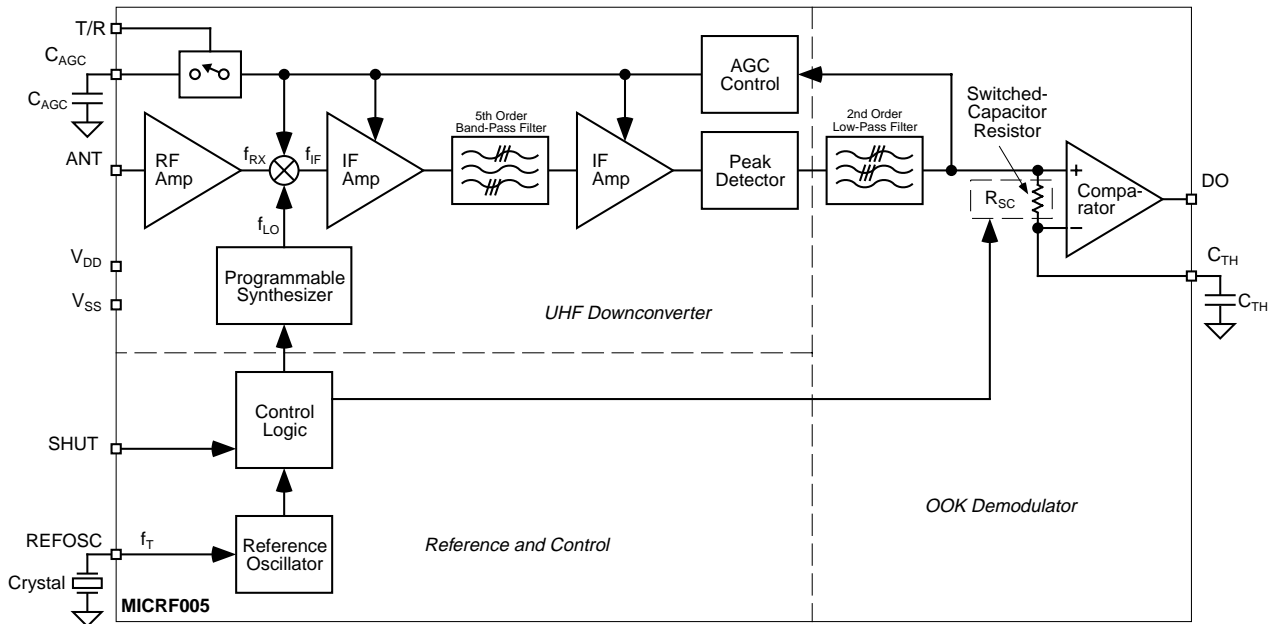 T/R
C_AGC
C_AGC
AGC
Control
Switched-
Capacitor
Resistor
5th Order
Band-Pass Filter
2nd Order
Low-Pass Filter
ANT
RF
Amp
f_RX
f_IF
IF
Amp
IF
Amp
Peak
Detector
R_SC
+
−
Compa-
rator
DO
f_LO
V_DD
V_SS
Programmable
Synthesizer
UHF Downconverter
C_TH
C_TH
SHUT
Control
Logic
OOK Demodulator
REFOSC
f_T
Reference
Oscillator
Reference and Control
Crystal
MICRF005